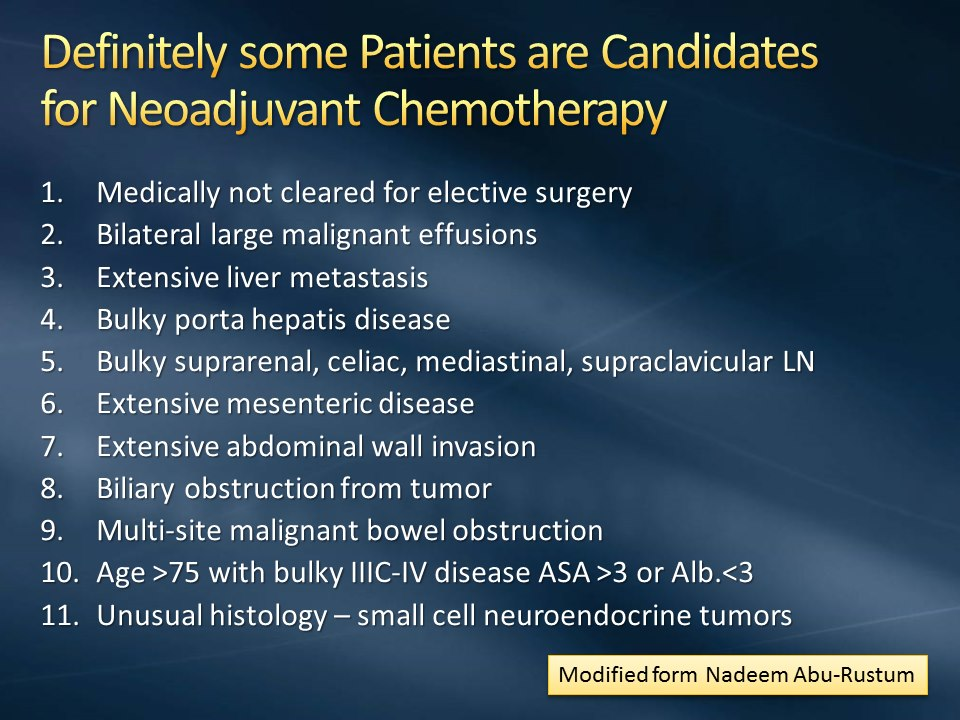 Definitely some Patients are Candidates
for Neoadjuvant Chemotherapy
1. Medically not cleared for elective surgery
2. Bilateral large malignant effusions
3. Extensive liver metastasis
4. Bulky porta hepatis disease
5. Bulky suprarenal, celiac, mediastinal, supraclavicular LN
6. Extensive mesenteric disease
7. Extensive abdominal wall invasion
8. Biliary obstruction from tumor
9. Multi-site malignant bowel obstruction
10. Age >75 with bulky IIIC-IV disease ASA >3 or Alb.<3
11. Unusual histology – small cell neuroendocrine tumors
Modified form Nadeem Abu-Rustum